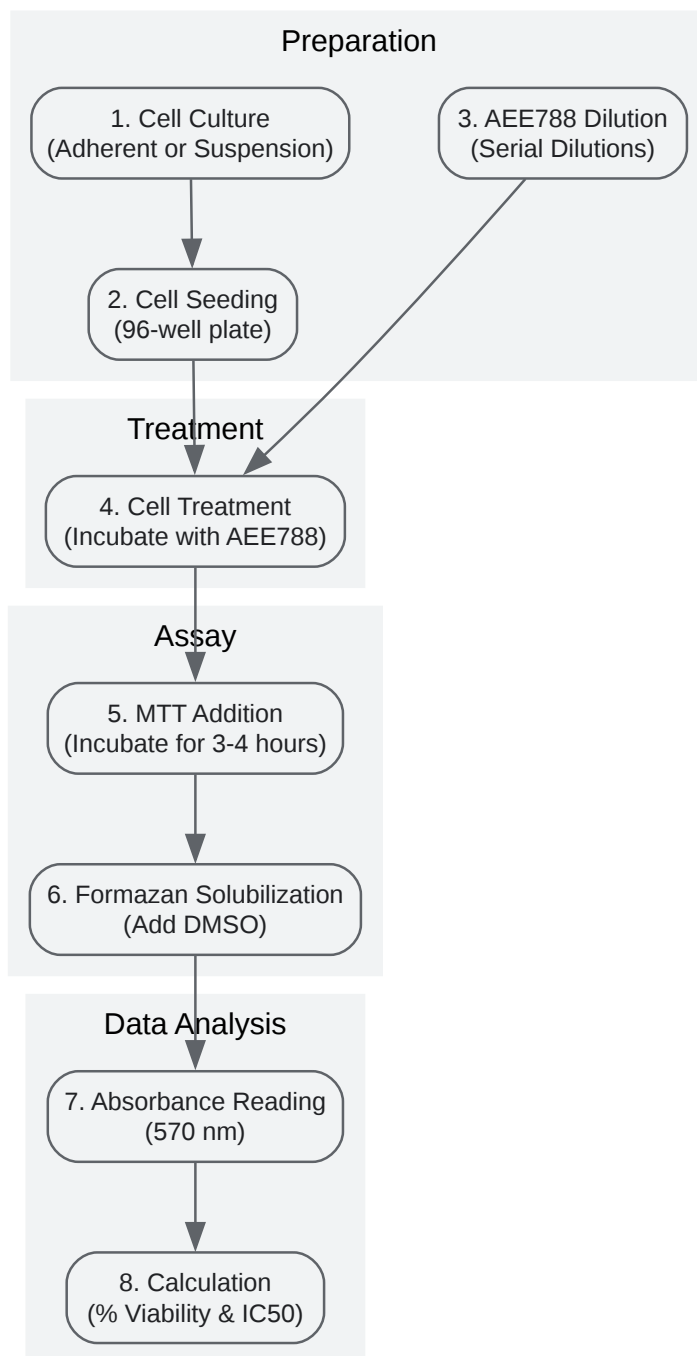 Preparation
1. Cell Culture
(Adherent or Suspension)
3. AEE788 Dilution
(Serial Dilutions)
2. Cell Seeding
(96-well plate)
Treatment
4. Cell Treatment
(Incubate with AEE788)
Assay
5. MTT Addition
(Incubate for 3-4 hours)
6. Formazan Solubilization
(Add DMSO)
Data Analysis
7. Absorbance Reading
(570 nm)
8. Calculation
(% Viability & IC50)